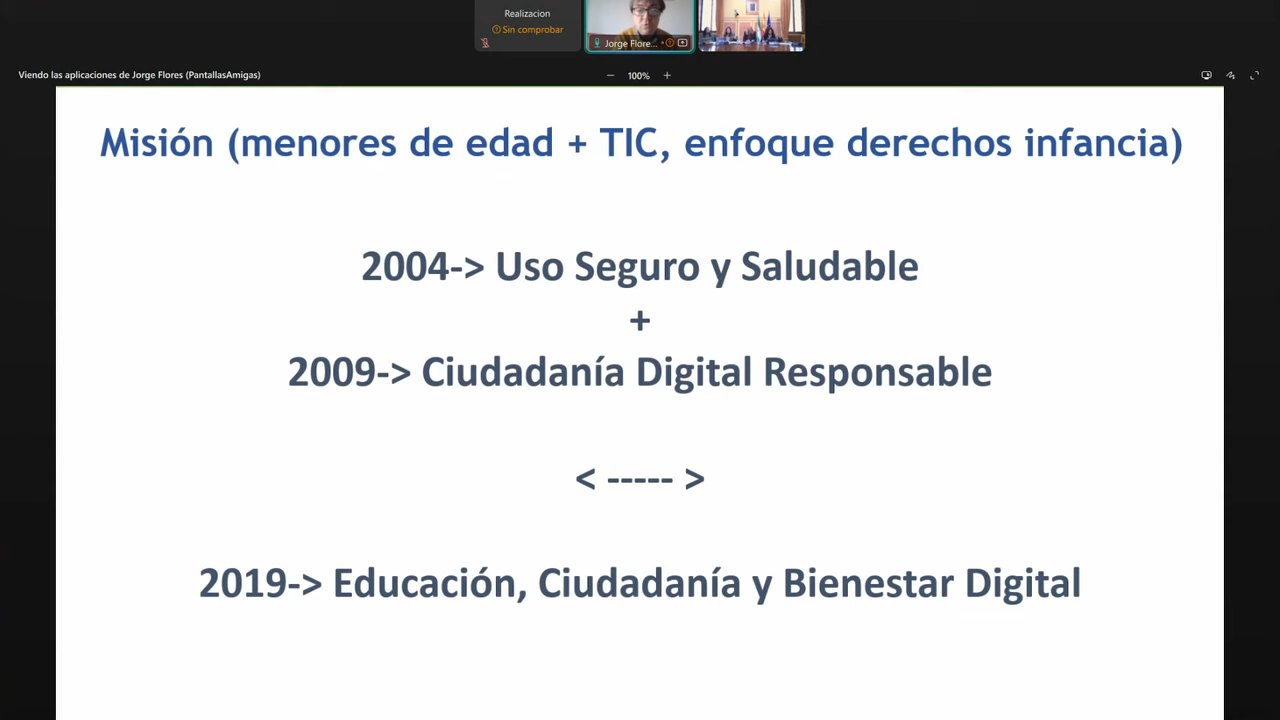 Realizacion
Sin comprobar
Jorge Flore...
Viendo las aplicaciones de Jorge Flores (PantallasAmigas)
100%
Misión (menores de edad + TIC, enfoque derechos infancia)
2004-> Uso Seguro y Saludable
+
2009-> Ciudadanía Digital Responsable
< ----- >
2019-> Educación, Ciudadanía y Bienestar Digital